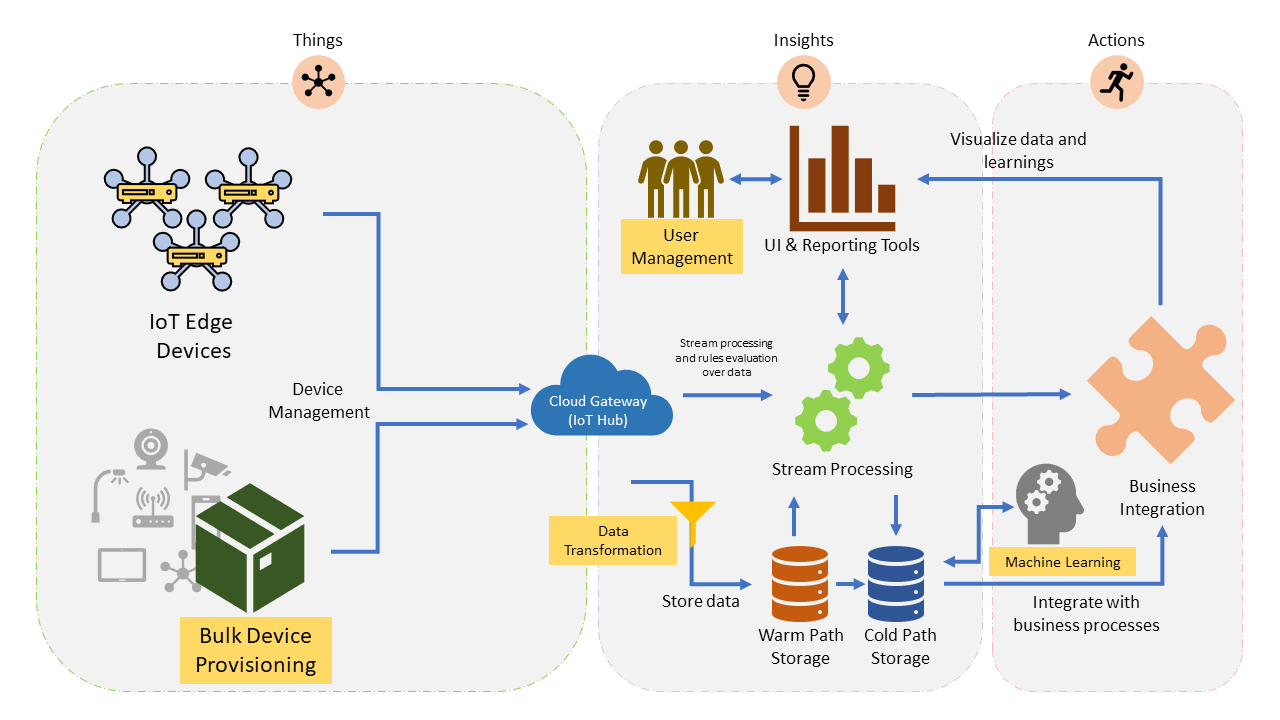 Things
Insights
Actions
IoT Edge
Devices
Device
Management
Bulk Device
Provisioning
Cloud Gateway
(IoT Hub)
User
Management
UI & Reporting Tools
Visualize data and
learnings
Stream processing
and rules evaluation
over data
Stream Processing
Data
Transformation
Store data
Warm Path
Storage
Cold Path
Storage
Machine Learning
Business
Integration
Integrate with
business processes